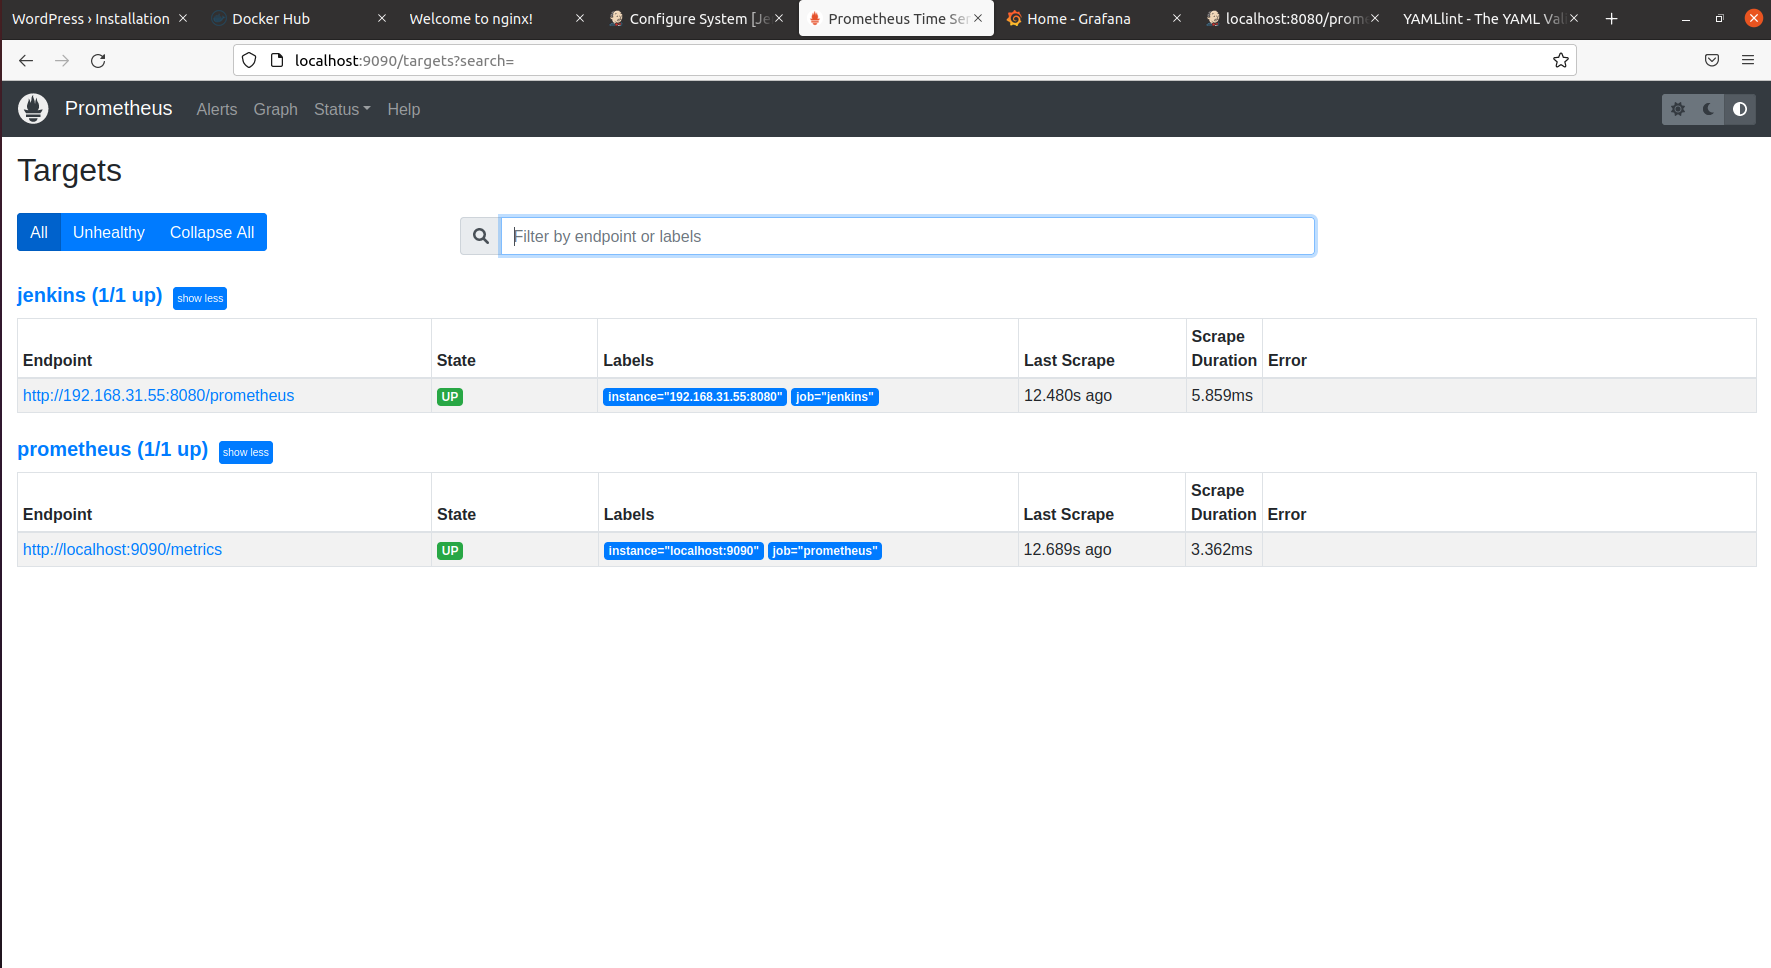 WordPress › Installation
Docker Hub
Welcome to nginx!
Configure System [Je
Prometheus Time Ser
Home - Grafana
localhost:8080/prom
YAMLlint - The YAML Val
localhost:9090/targets?search=
Prometheus Alerts Graph Status Help
Targets
All Unhealthy Collapse All
Filter by endpoint or labels
jenkins (1/1 up) show less
Endpoint State Labels Last Scrape Scrape Duration Error
http://192.168.31.55:8080/prometheus UP instance="192.168.31.55:8080" job="jenkins" 12.480s ago 5.859ms
prometheus (1/1 up) show less
Endpoint State Labels Last Scrape Scrape Duration Error
http://localhost:9090/metrics UP instance="localhost:9090" job="prometheus" 12.689s ago 3.362ms